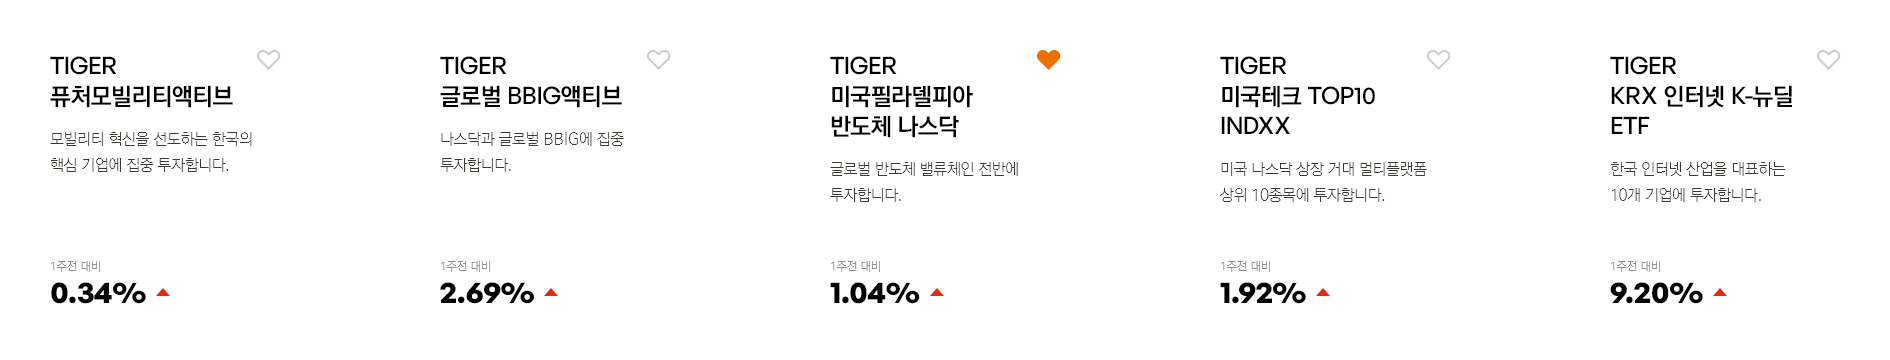 TIGER
퓨처모빌리티액티브
모빌리티 혁신을 선도하는 한국의
핵심 기업에 집중 투자합니다.
1주전 대비
0.34%
TIGER
글로벌 BBIG액티브
나스닥과 글로벌 BBIG에 집중
투자합니다.
1주전 대비
2.69%
TIGER
미국필라델피아
반도체 나스닥
글로벌 반도체 밸류체인 전반에
투자합니다.
1주전 대비
1.04%
TIGER
미국테크 TOP10
INDXX
미국 나스닥 상장 거대 멀티플랫폼
상위 10종목에 투자합니다.
1주전 대비
1.92%
TIGER
KRX 인터넷 K-뉴딜
ETF
한국 인터넷 산업을 대표하는
10개 기업에 투자합니다.
1주전 대비
9.20%